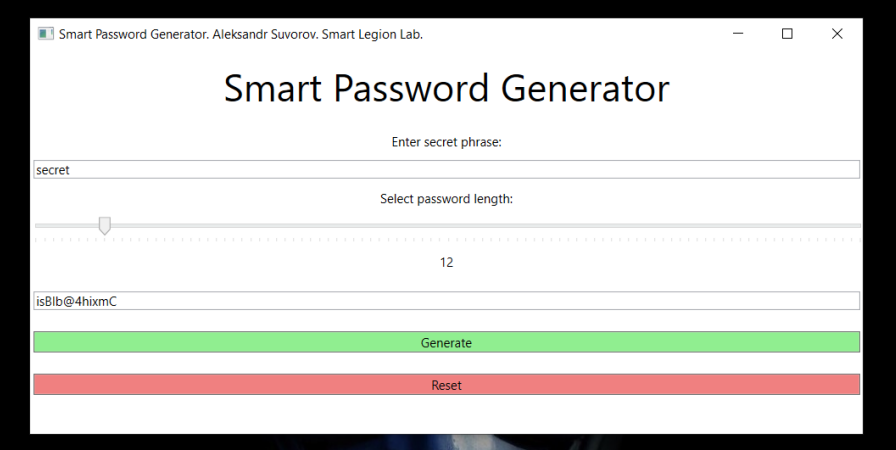 Smart Password Generator. Aleksandr Suvorov. Smart Legion Lab.
Smart Password Generator
Enter secret phrase:
secret
Select password length:
12
isBIb@4hixmC
Generate
Reset